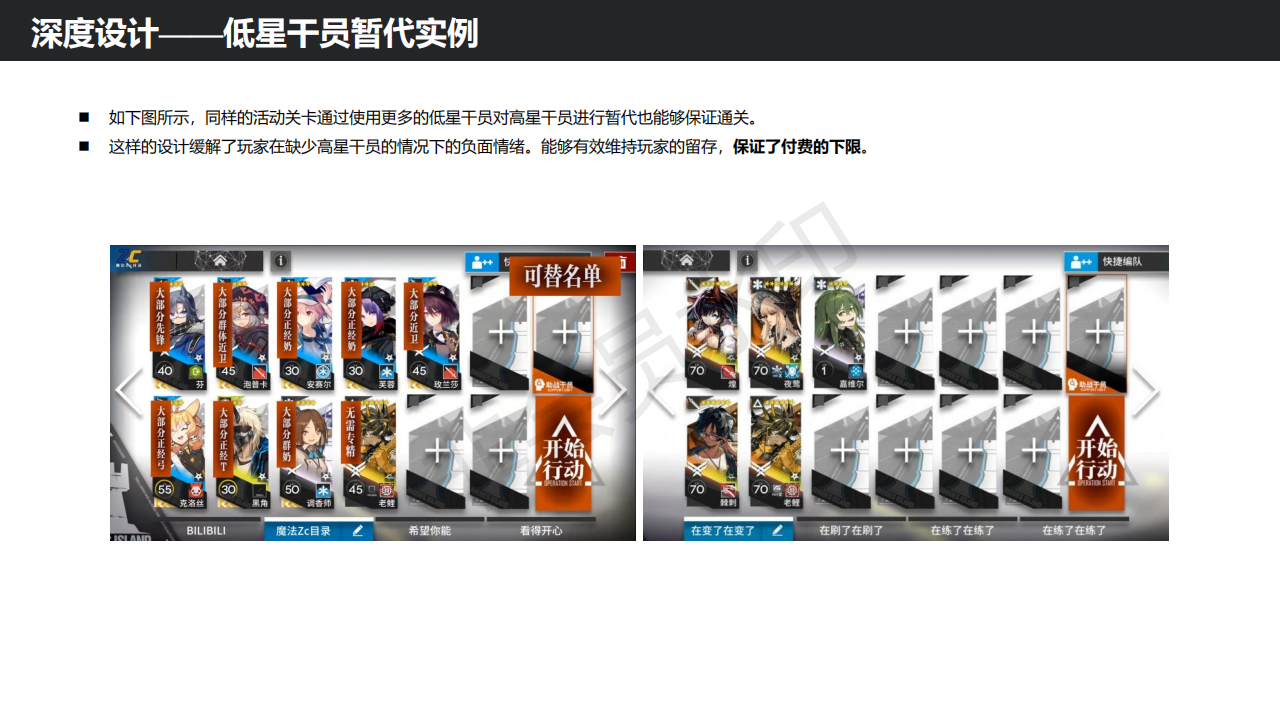 深度设计——低星干员暂代实例
■ 如下图所示，同样的活动关卡通过使用更多的低星干员对高星干员进行暂代也能够保证通关。
■ 这样的设计缓解了玩家在缺少高星干员的情况下的负面情绪。能够有效维持玩家的留存，保证了付费的下限。
ZC
i
可替名单
大部分先锋
大部分群体近卫
大部分正经奶
大部分正经奶
大部分近卫
40
芬
45
泡普卡
30
安赛尔
30
芙蓉
45
玫兰莎
助战干员
SUPPORT UNIT
大部分正经弓
大部分正经T
大部分群奶
无需专精
55
克洛丝
30
黑角
50
调香师
45
老鲤
开始
行动
OPERATION START
BILIBILI
魔法Zc目录
希望你能
看得开心
ISLAND
i
快捷编队
70
煌
70
夜莺
1
嘉维尔
助战干员
SUPPORT UNIT
70
棘刺
70
老鲤
开始
行动
OPERATION START
在变了在变了
在刷了在刷了
在练了在练了
在练了在练了